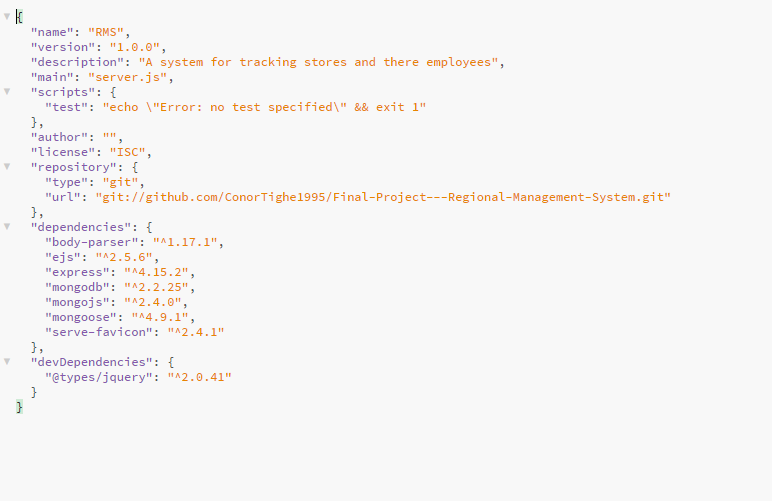 {
  "name": "RMS",
  "version": "1.0.0",
  "description": "A system for tracking stores and there employees",
  "main": "server.js",
  "scripts": {
    "test": "echo \"Error: no test specified\" && exit 1"
  },
  "author": "",
  "license": "ISC",
  "repository": {
    "type": "git",
    "url": "git://github.com/ConorTighe1995/Final-Project---Regional-Management-System.git"
  },
  "dependencies": {
    "body-parser": "^1.17.1",
    "ejs": "^2.5.6",
    "express": "^4.15.2",
    "mongodb": "^2.2.25",
    "mongojs": "^2.4.0",
    "mongoose": "^4.9.1",
    "serve-favicon": "^2.4.1"
  },
  "devDependencies": {
    "@types/jquery": "^2.0.41"
  }
}